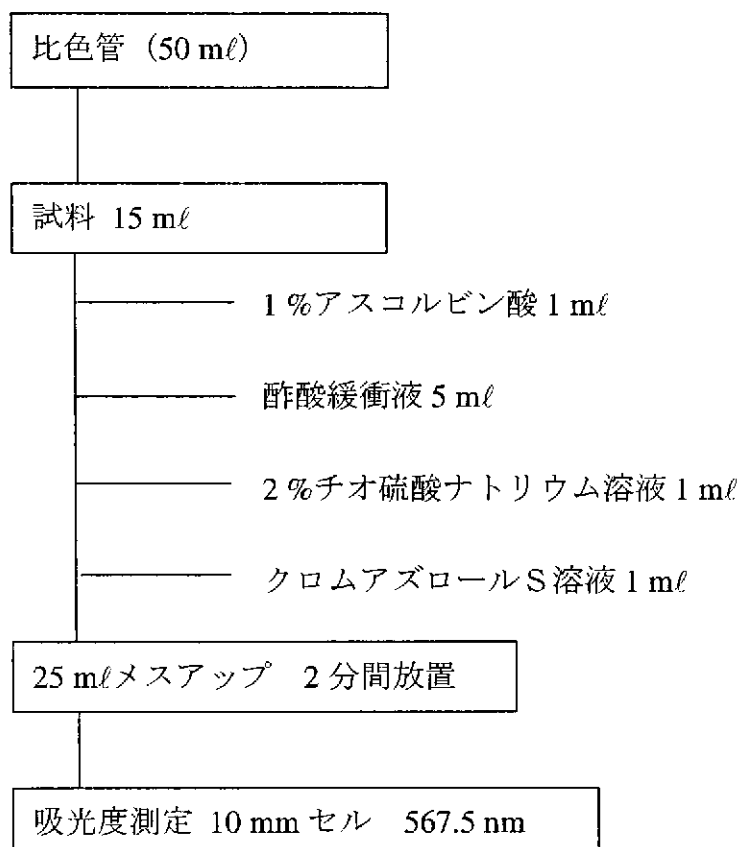 比色管 (50 mℓ)
試料 15 mℓ
1 %アスコルビン酸 1 mℓ
酢酸緩衝液 5 mℓ
2 %チオ硫酸ナトリウム溶液 1 mℓ
クロムアズロールS溶液 1 mℓ
25 mℓメスアップ 2 分間放置
吸光度測定 10 mm セル 567.5 nm